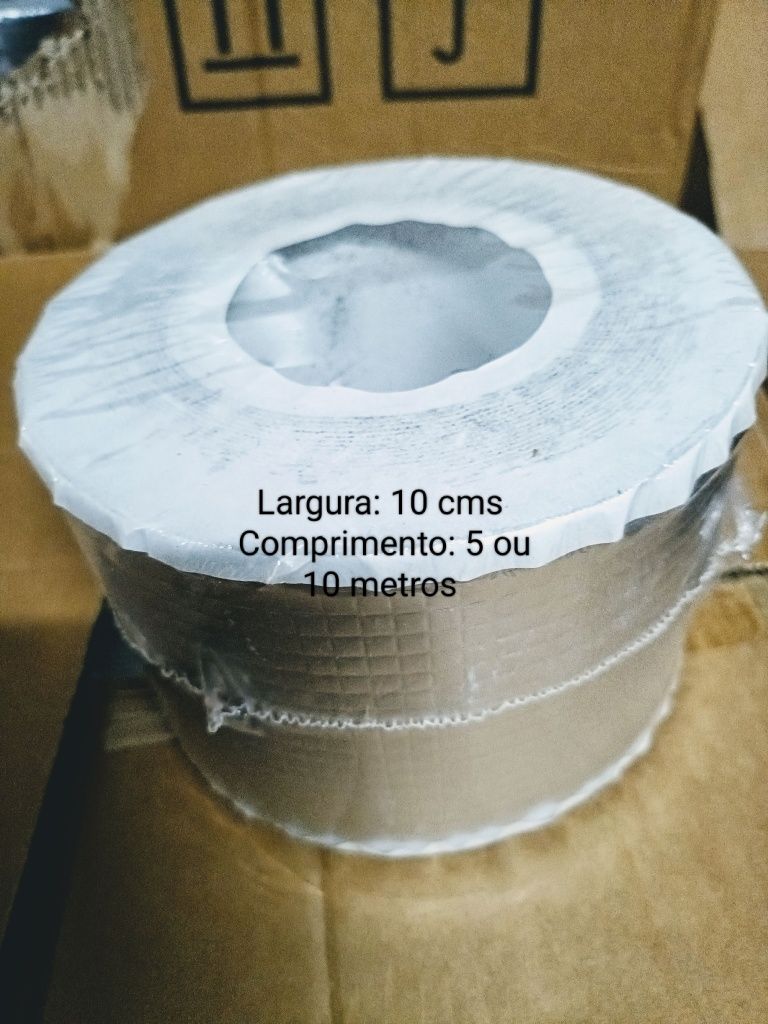 Largura: 10 cms
Comprimento: 5 ou
10 metros